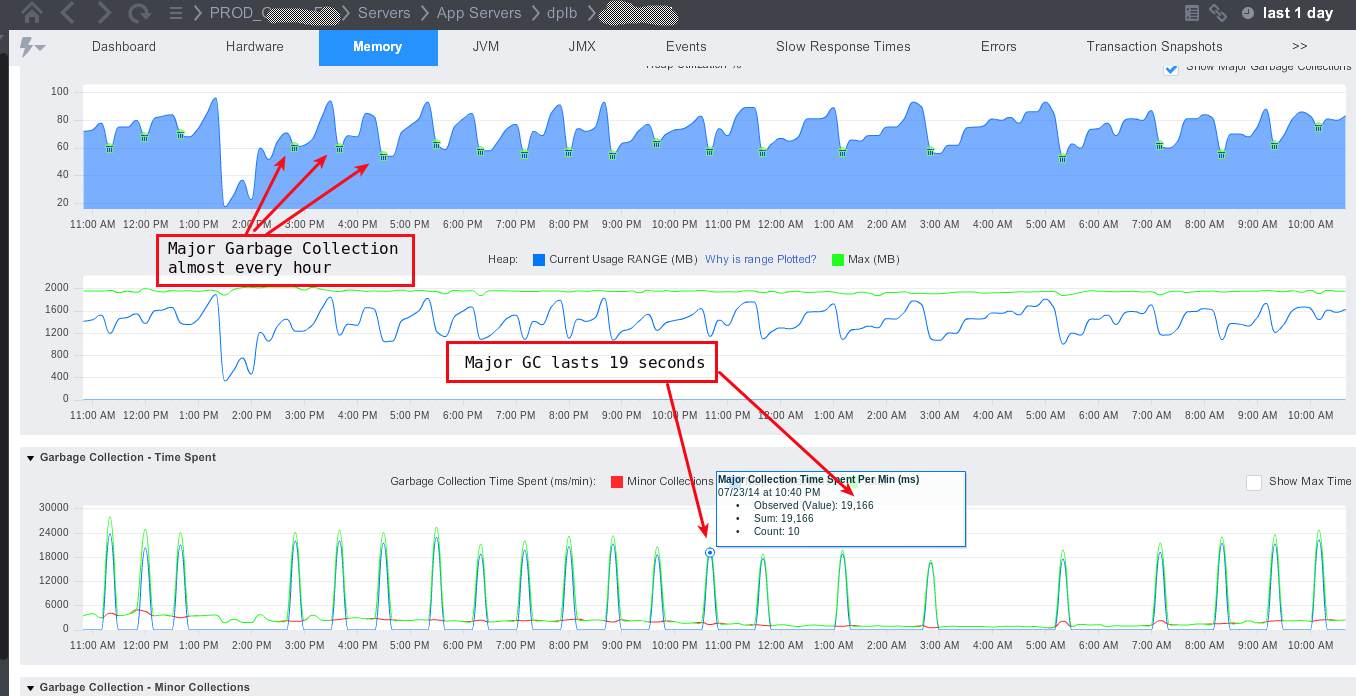 PROD_C
Servers
App Servers
dplb
last 1 day
Dashboard
Hardware
Memory
JVM
JMX
Events
Slow Response Times
Errors
Transaction Snapshots
>>
Heap Utilization %
Show Major Garbage Collections
100
80
60
40
20
11:00 AM 12:00 PM 1:00 PM 2:00 PM 3:00 PM 4:00 PM 5:00 PM 6:00 PM 7:00 PM 8:00 PM 9:00 PM 10:00 PM 11:00 PM 12:00 AM 1:00 AM 2:00 AM 3:00 AM 4:00 AM 5:00 AM 6:00 AM 7:00 AM 8:00 AM 9:00 AM 10:00 AM
Major Garbage Collection
almost every hour
Heap: Current Usage RANGE (MB) Why is range Plotted? Max (MB)
2000
1600
1200
800
400
0
Major GC lasts 19 seconds
11:00 AM 12:00 PM 1:00 PM 2:00 PM 3:00 PM 4:00 PM 5:00 PM 6:00 PM 7:00 PM 8:00 PM 9:00 PM 10:00 PM 11:00 PM 12:00 AM 1:00 AM 2:00 AM 3:00 AM 4:00 AM 5:00 AM 6:00 AM 7:00 AM 8:00 AM 9:00 AM 10:00 AM
Garbage Collection - Time Spent
Garbage Collection Time Spent (ms/min): Minor Collections
Show Max Time
Major Collection Time Spent Per Min (ms)
07/23/14 at 10:40 PM
• Observed (Value): 19,166
• Sum: 19,166
• Count: 10
30000
24000
18000
12000
6000
0
11:00 AM 12:00 PM 1:00 PM 2:00 PM 3:00 PM 4:00 PM 5:00 PM 6:00 PM 7:00 PM 8:00 PM 9:00 PM 10:00 PM 11:00 PM 12:00 AM 1:00 AM 2:00 AM 3:00 AM 4:00 AM 5:00 AM 6:00 AM 7:00 AM 8:00 AM 9:00 AM 10:00 AM
Garbage Collection - Minor Collections